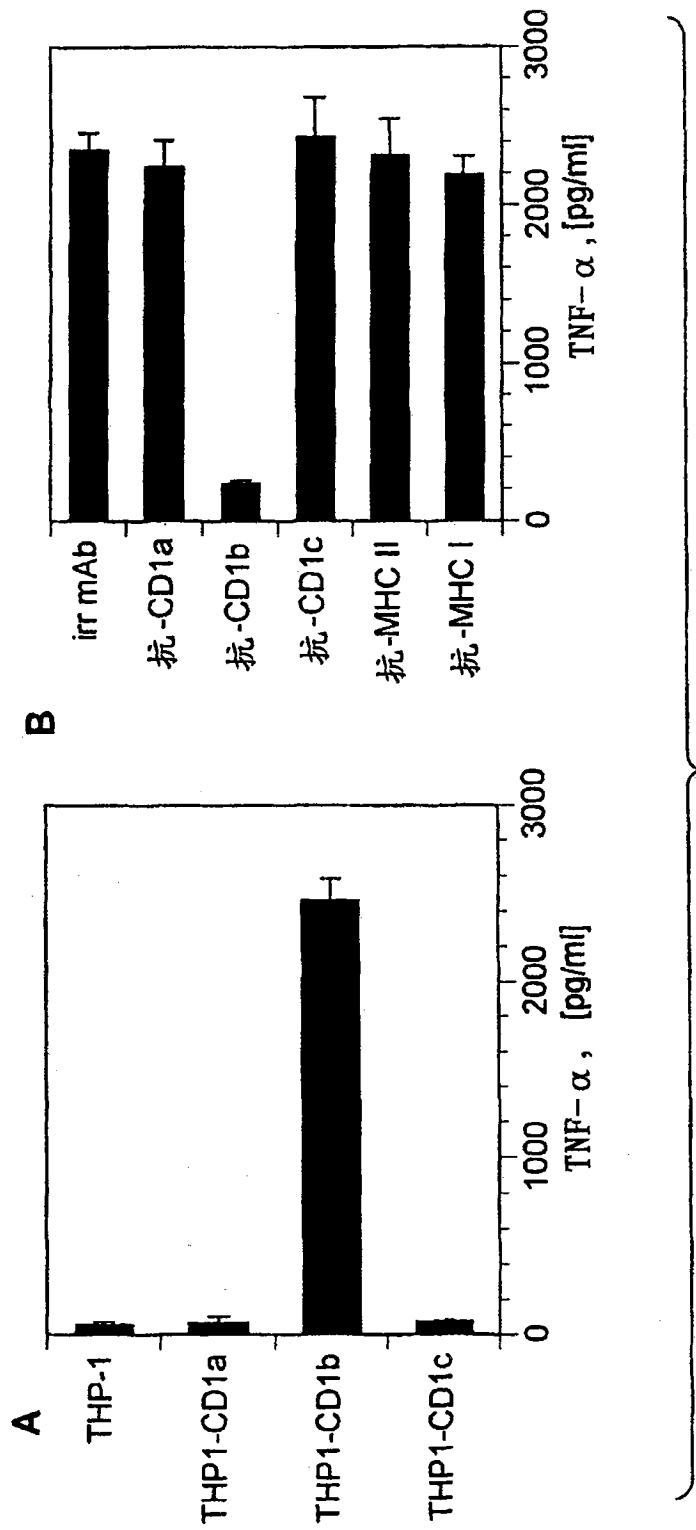 A
THP-1
THP1-CD1a
THP1-CD1b
THP1-CD1c
0
1000
2000
3000
TNF-α, [pg/ml]
B
irr mAb
抗-CD1a
抗-CD1b
抗-CD1c
抗-MHC II
抗-MHC I
0
1000
2000
3000
TNF-α, [pg/ml]